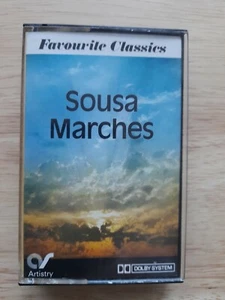 Favourite Classics
Sousa
Marches
Artistry
DOLBY SYSTEM